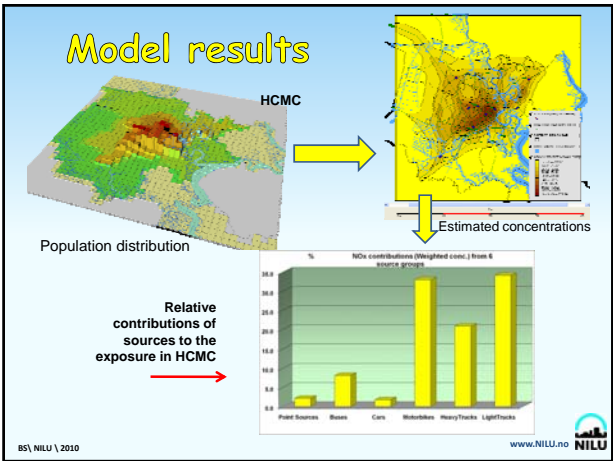 Model results
HCMC
Population distribution
Estimated concentrations
% NOx contributions (Weighted conc.) from 6
source groups
35.0
30.0
25.0
20.0
15.0
10.0
5.0
0.0
Point Sources Buses Cars Motorbikes HeavyTrucks LightTrucks
Relative
contributions of
sources to the
exposure in HCMC
BS\ NILU \ 2010
www.NILU.no
NILU